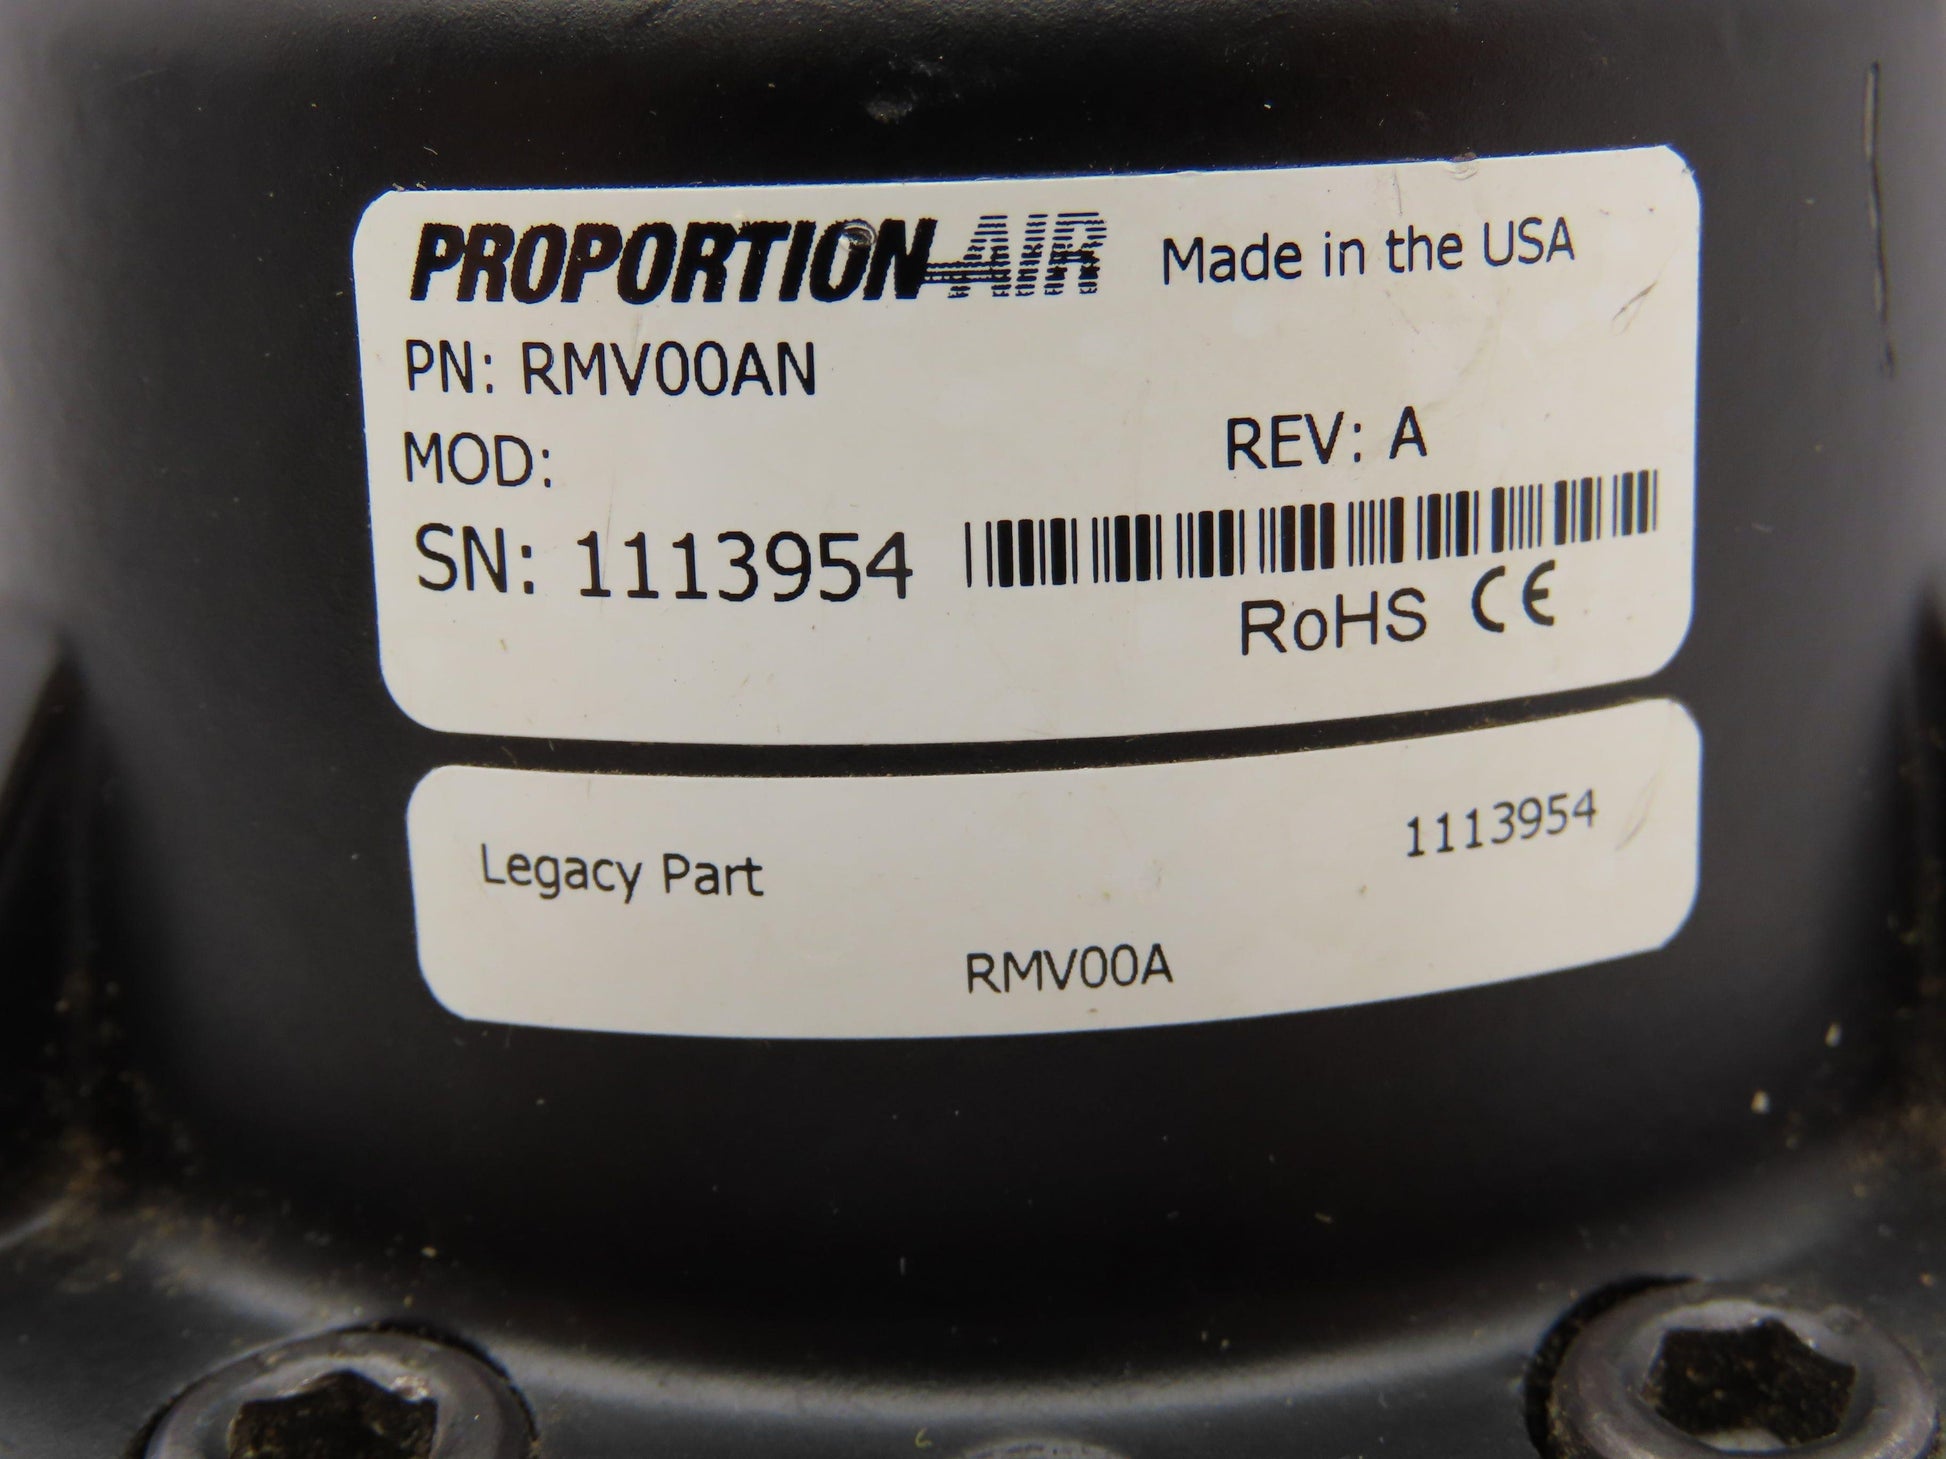 PROPORTION-AIR Made in the USA
PN: RMV00AN
MOD: REV: A
SN: 1113954
RoHS CE
Legacy Part 1113954
RMV00A